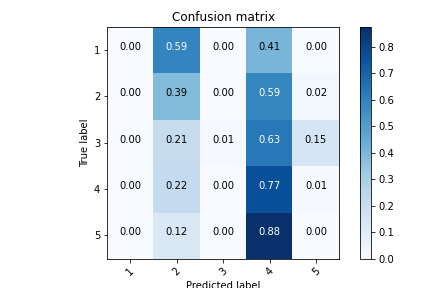 Confusion matrix
1 0.00 0.59 0.00 0.41 0.00
2 0.00 0.39 0.00 0.59 0.02
3 0.00 0.21 0.01 0.63 0.15
4 0.00 0.22 0.00 0.77 0.01
5 0.00 0.12 0.00 0.88 0.00
1 2 3 4 5
True label
Predicted label
0.8
0.7
0.6
0.5
0.4
0.3
0.2
0.1
0.0